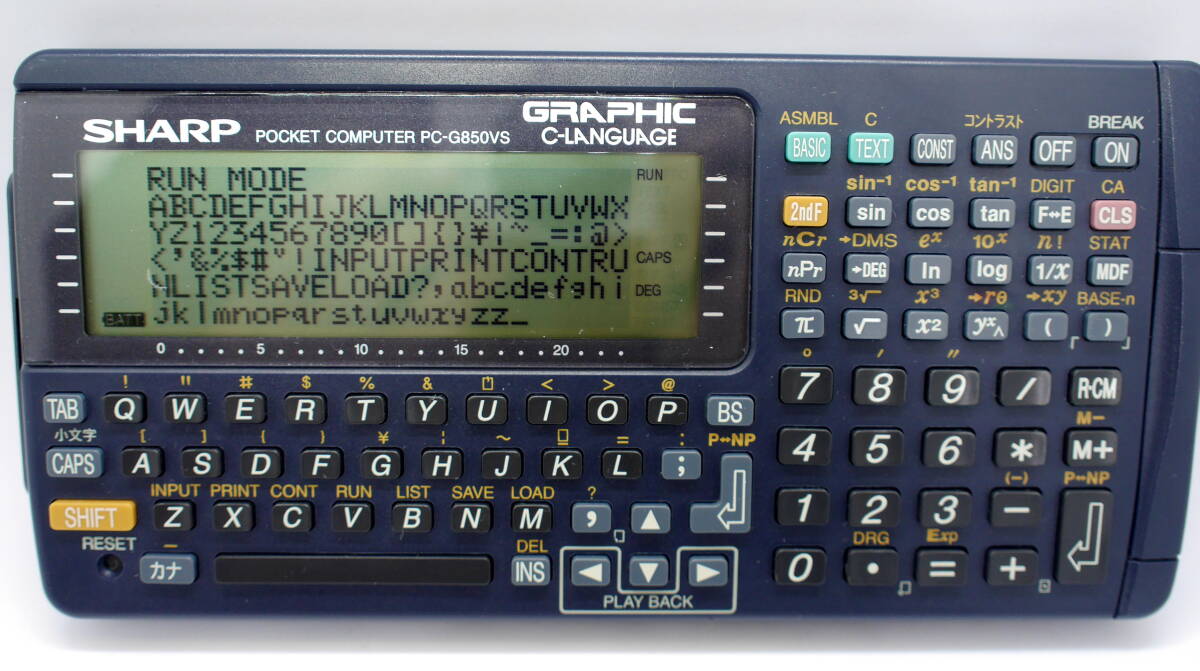 GRAPHIC
SHARP POCKET COMPUTER PC-G850VS C-LANGUAGE
RUN MODE RUN
ABCDEFGHIJKLMNOPQRSTUVWX
YZ1234567890[]{}¥¦~_=:@>
<'&%$#"!INPUTPRINTCONTRU CAPS
NLISTSAVELOAD?,abcdefghi DEG
BATT jklmnopqrstuvwxyzz_
0 . . . . 5 . . . . 10 . . . . 15 . . . . 20 . . .
ASMBL C コントラスト BREAK
BASIC TEXT CONST ANS OFF ON
sin⁻¹ cos⁻¹ tan⁻¹ DIGIT CA
2ndF sin cos tan F↔E CLS
nCr →DMS eˣ 10ˣ n! STAT
nPr →DEG ln log 1/x MDF
RND ³√ x³ →rθ →xy BASE-n
π √ x² yˣ^ ( )
° ′ ″
7 8 9 / R·CM
M−
4 5 6 * M+
(−) P↔NP
1 2 3 −
DRG Exp
0 • = +
! " # $ % & < > @
TAB Q W E R T Y U I O P BS
小文字 [ ] { } ¥ ¦ ~ = : P↔NP
CAPS A S D F G H J K L ;
INPUT PRINT CONT RUN LIST SAVE LOAD ?
SHIFT Z X C V B N M , ▲
RESET − DEL
カナ INS ◀ ▼ ▶
PLAY BACK